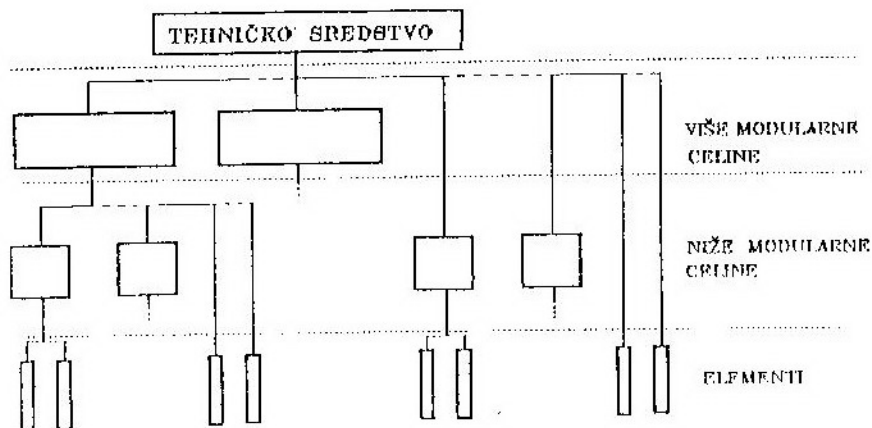 TEHNIČKO SREDSTVO
VIŠE MODULARNE
CELINE
NIŽE MODULARNE
CELINE
ELEMENTI